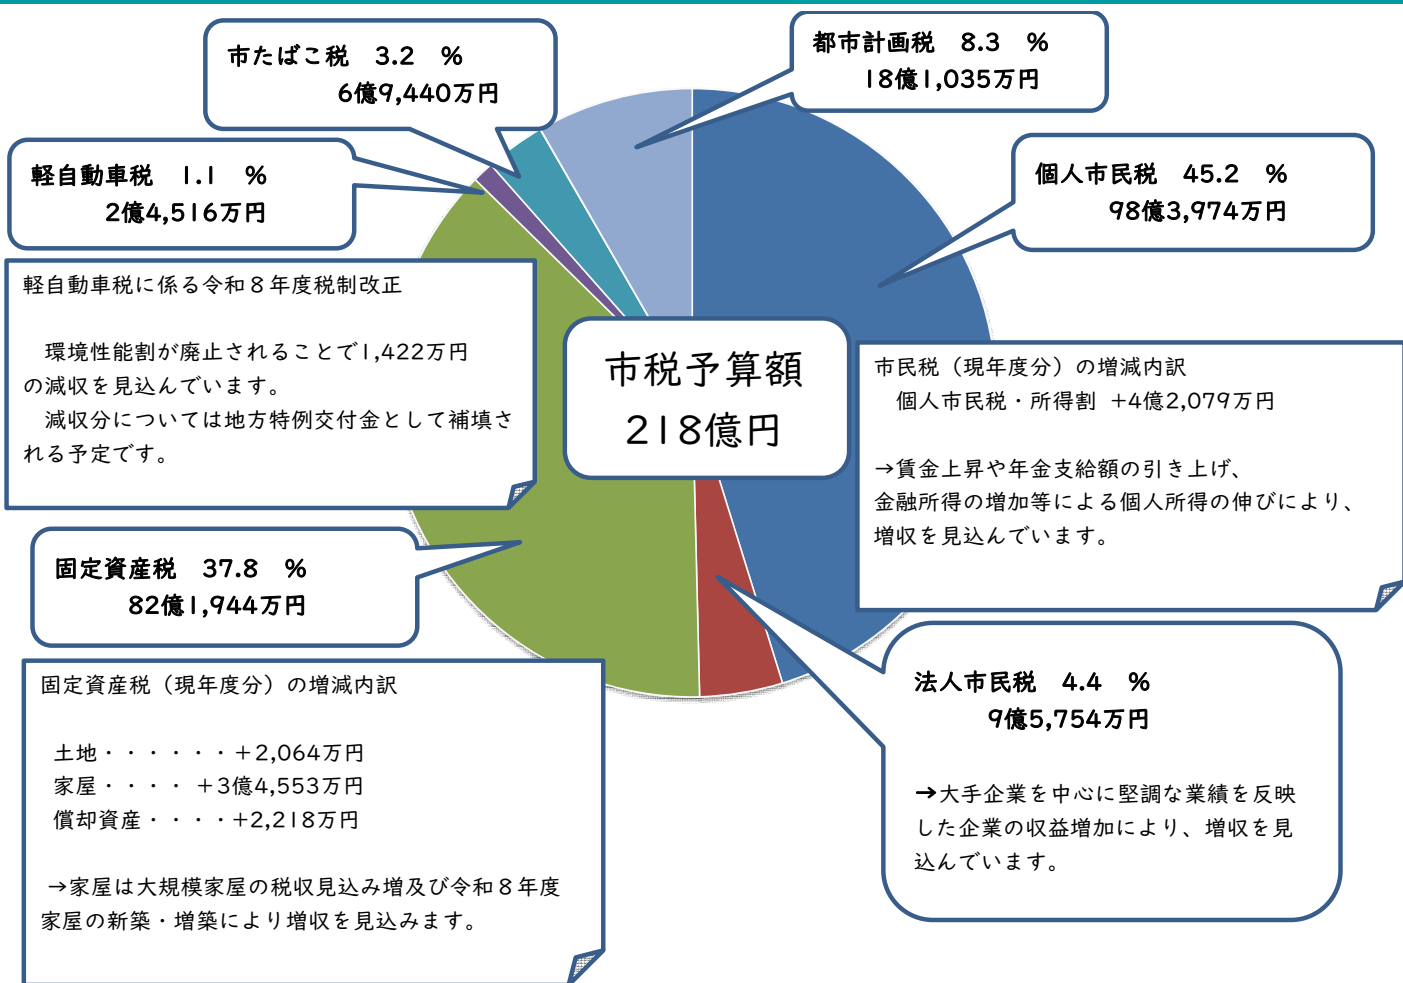 市たばこ税 3.2 %
6億9,440万円
都市計画税 8.3 %
18億1,035万円
軽自動車税 1.1 %
2億4,516万円
個人市民税 45.2 %
98億3,974万円
軽自動車税に係る令和8年度税制改正
環境性能割が廃止されることで1,422万円
の減収を見込んでいます。
減収分については地方特例交付金として補填さ
れる予定です。
市税予算額
218億円
市民税（現年度分）の増減内訳
個人市民税・所得割 +4億2,079万円
→賃金上昇や年金支給額の引き上げ、
金融所得の増加等による個人所得の伸びにより、
増収を見込んでいます。
固定資産税 37.8 %
82億1,944万円
固定資産税（現年度分）の増減内訳
土地・・・・・・＋2,064万円
家屋・・・・ ＋3億4,553万円
償却資産・・・・+2,218万円
→家屋は大規模家屋の税収見込み増及び令和８年度
家屋の新築・増築により増収を見込みます。
法人市民税 4.4 %
9億5,754万円
→大手企業を中心に堅調な業績を反映
した企業の収益増加により、増収を見
込んでいます。